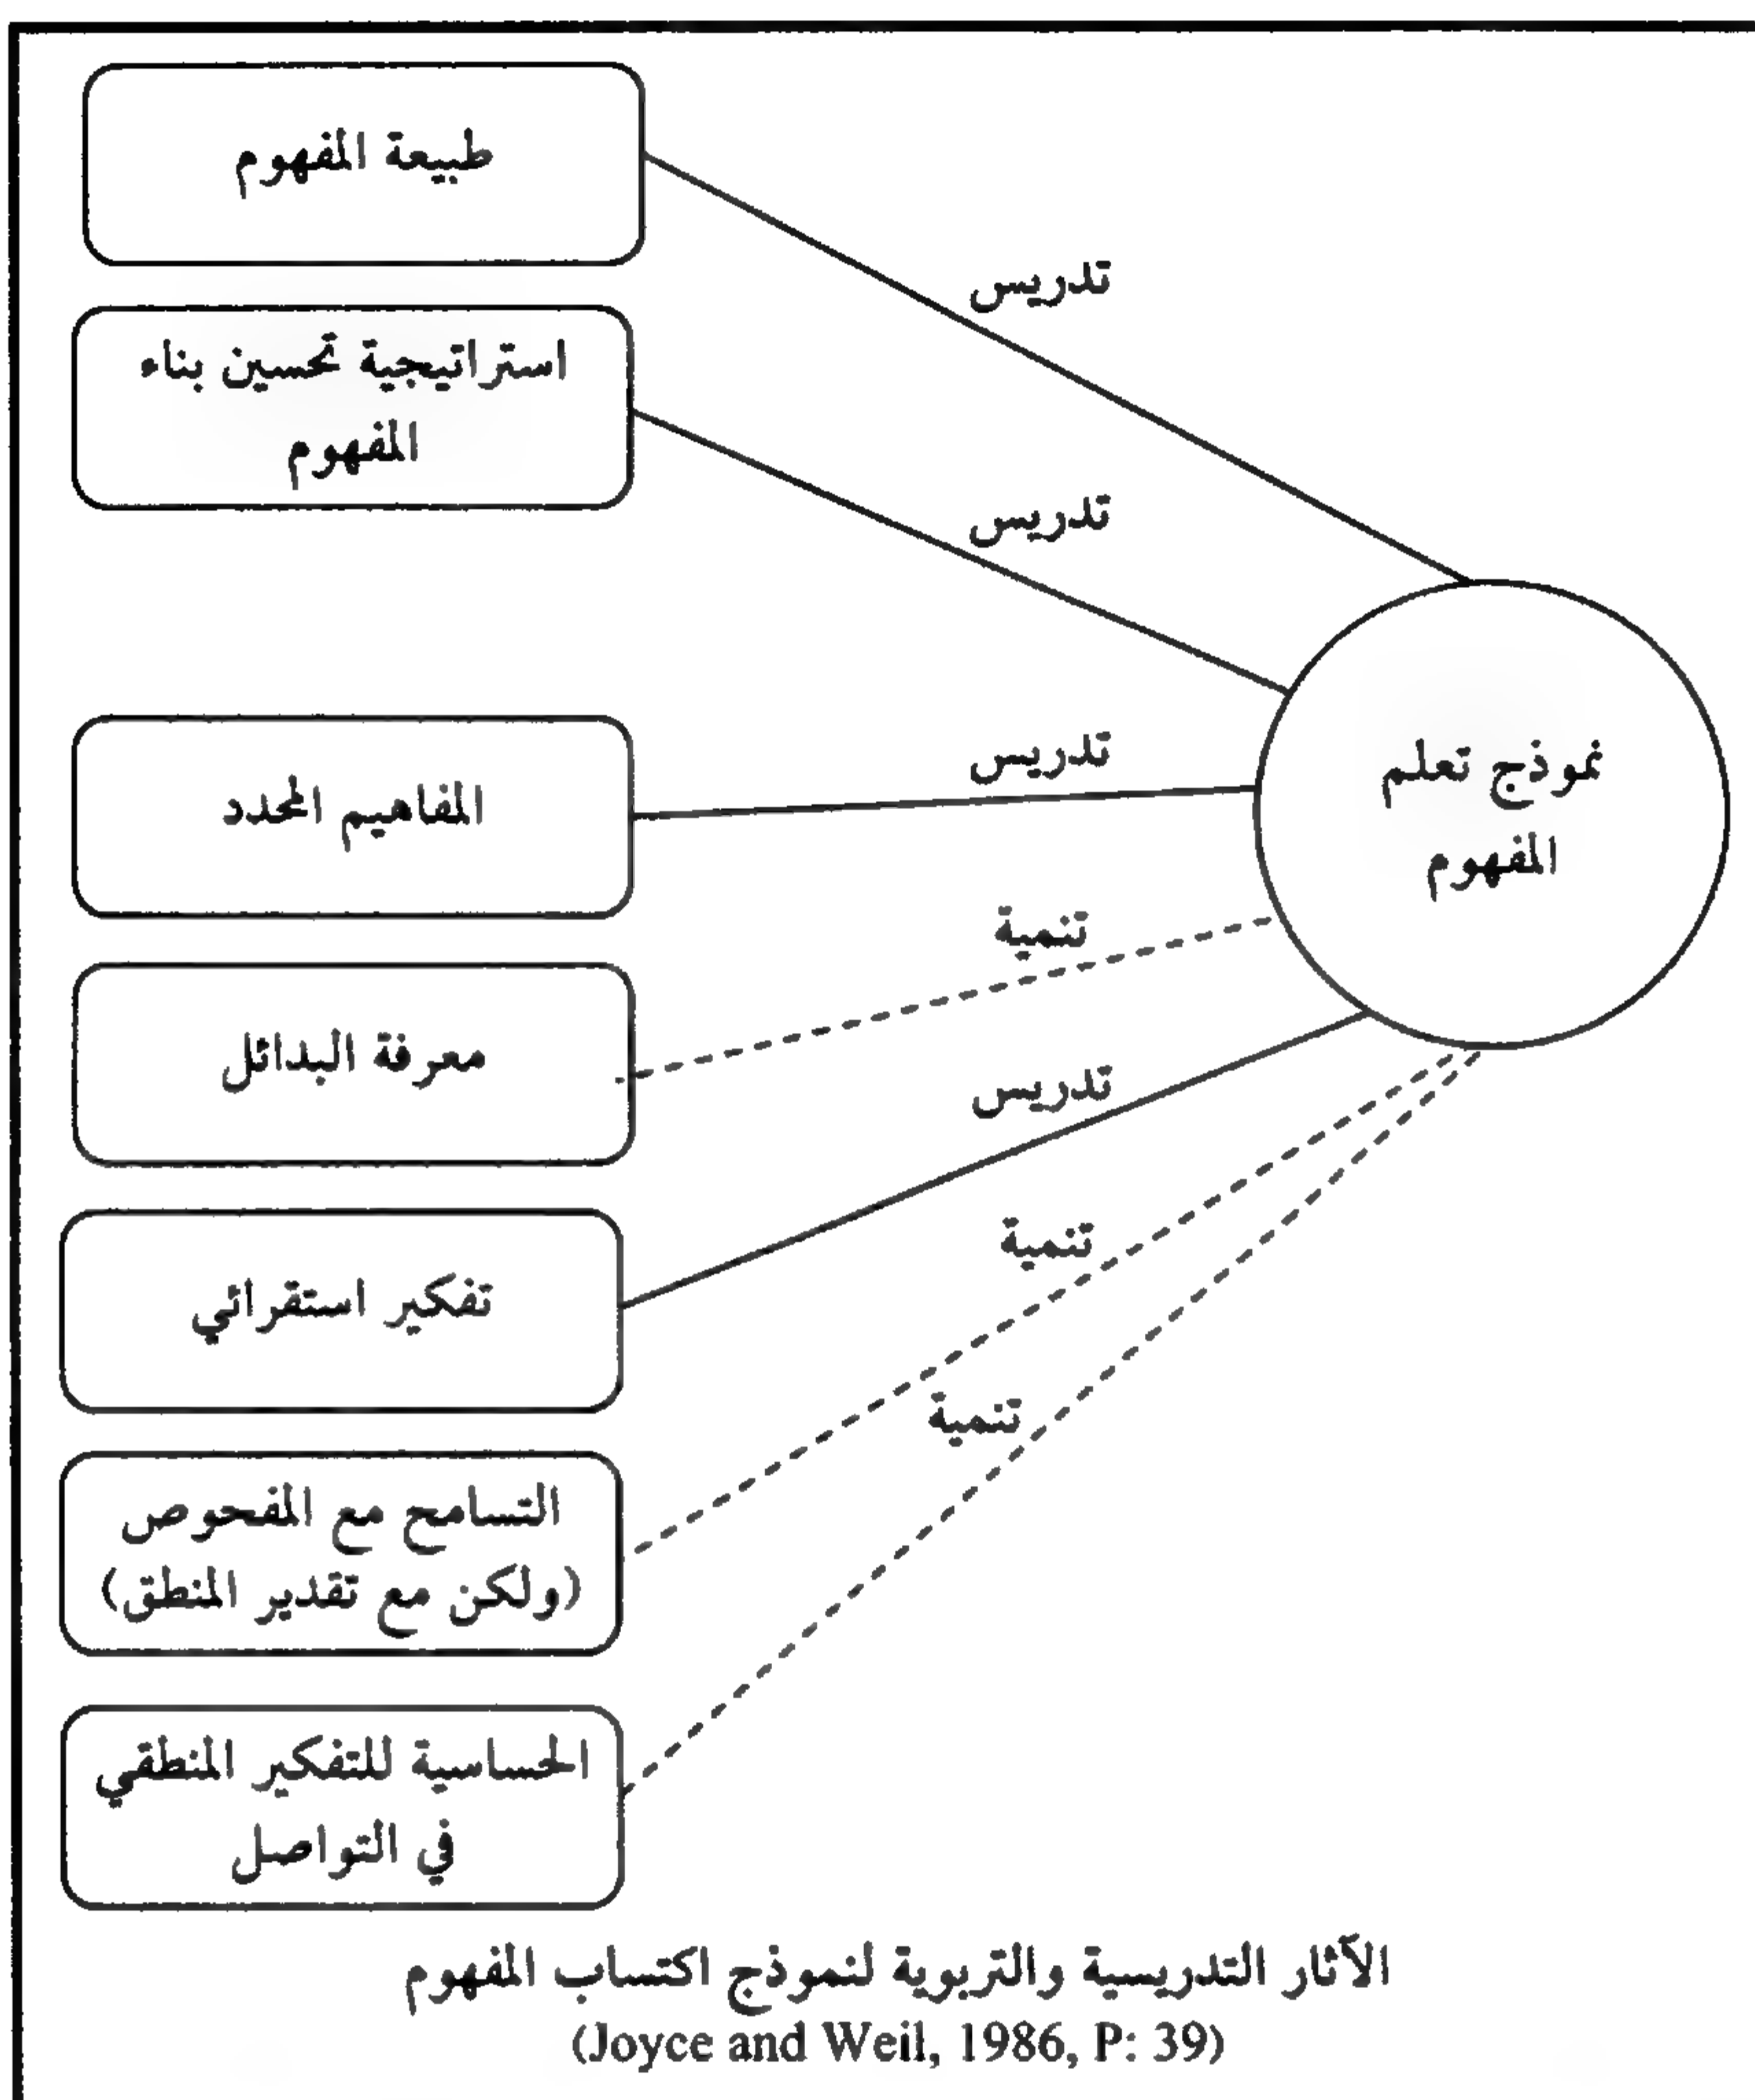 طبيعة المفهوم
تدريس
استراتيجية تحسين بناء
المفهوم
تدريس
تدريس
نموذج تعلم
المفهوم
المفاهيم المحدد
تنمية
معرفة البدائل
تدريس
تنمية
تفكير استقرائي
تنمية
التسامح مع المفحوص
(ولكن مع تقدير المنطق)
الحساسية للتفكير المنطقي
في التواصل
الآثار التدريسية والتربوية لنموذج اكتساب المفهوم
(Joyce and Weil, 1986, P: 39)